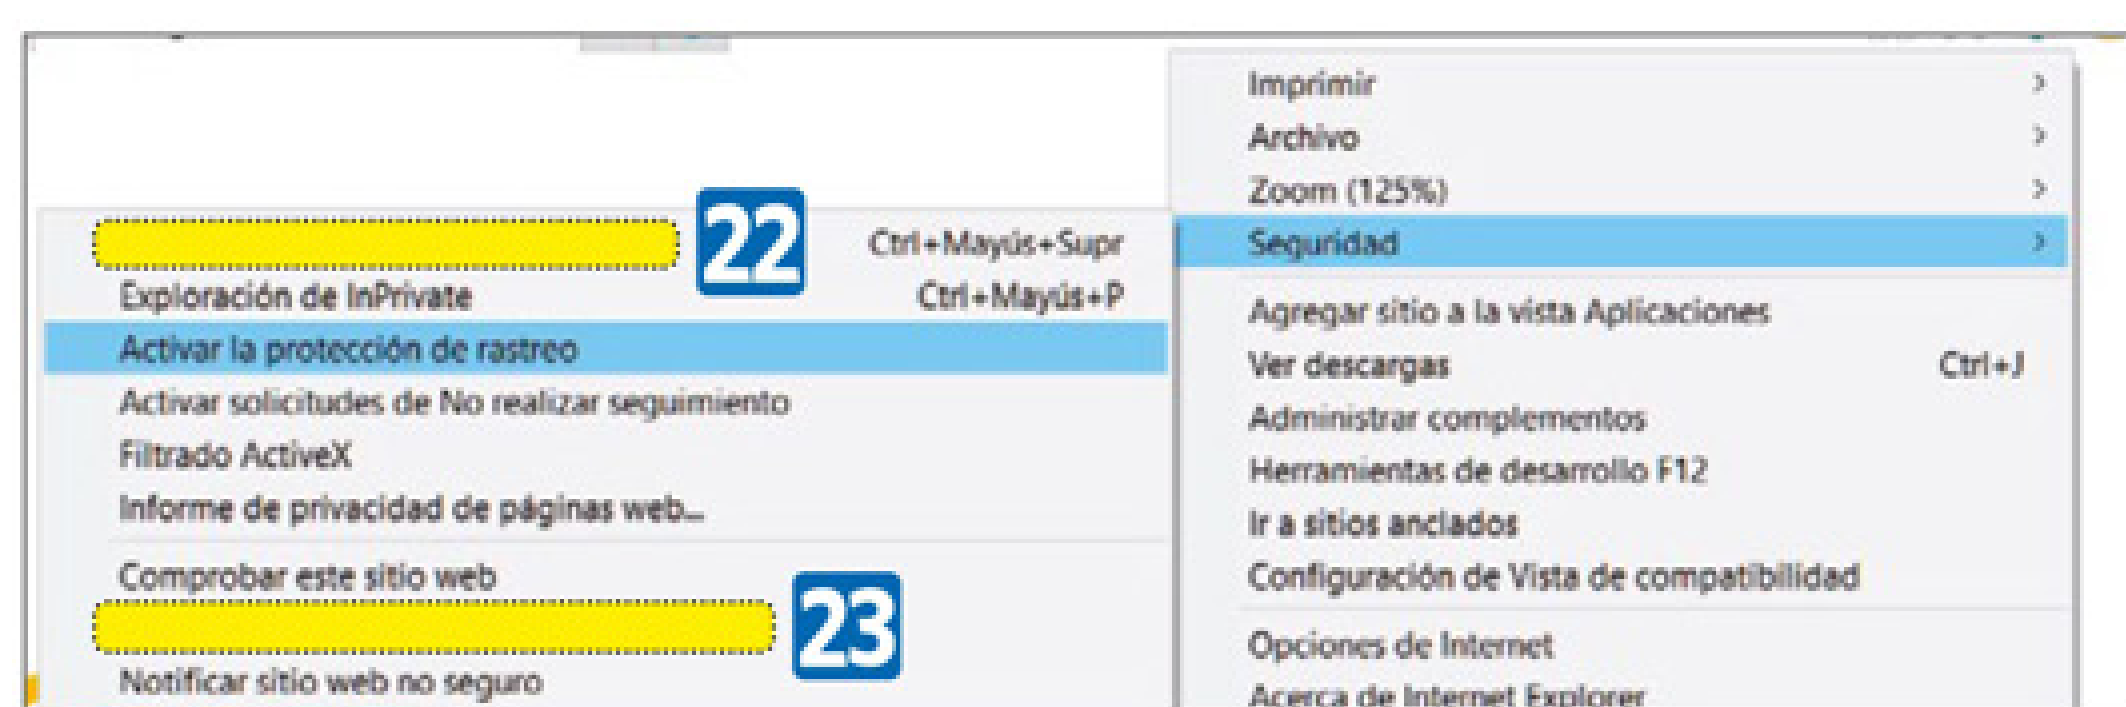 Imprimir
Archivo
Zoom (125%)
Seguridad
22 Ctrl+Mayús+Supr
Exploración de InPrivate Ctrl+Mayús+P
Activar la protección de rastreo
Activar solicitudes de No realizar seguimiento
Filtrado ActiveX
Informe de privacidad de páginas web...
Comprobar este sitio web
23
Notificar sitio web no seguro
Agregar sitio a la vista Aplicaciones
Ver descargas Ctrl+J
Administrar complementos
Herramientas de desarrollo F12
Ir a sitios anclados
Configuración de Vista de compatibilidad
Opciones de Internet
Acerca de Internet Explorer